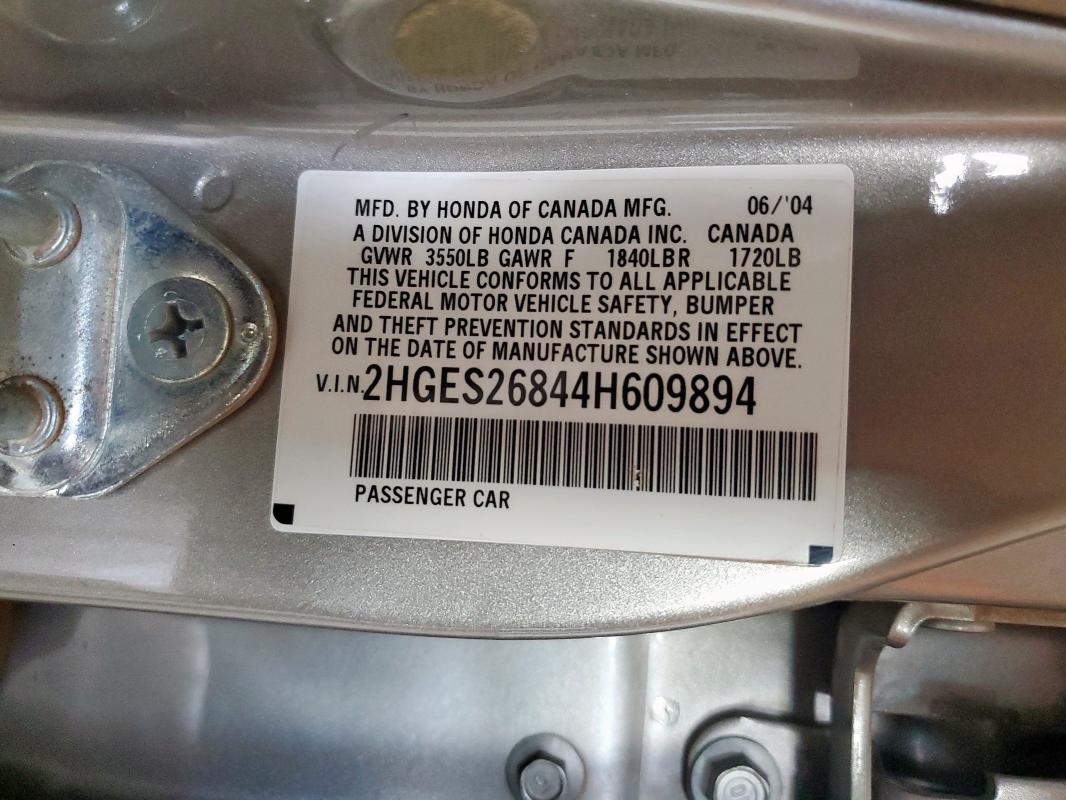 MFD. BY HONDA OF CANADA MFG. 06/'04
A DIVISION OF HONDA CANADA INC. CANADA
GVWR 3550LB GAWR F 1840LB R 1720LB
THIS VEHICLE CONFORMS TO ALL APPLICABLE
FEDERAL MOTOR VEHICLE SAFETY, BUMPER
AND THEFT PREVENTION STANDARDS IN EFFECT
ON THE DATE OF MANUFACTURE SHOWN ABOVE.
V.I.N. 2HGES26844H609894
PASSENGER CAR